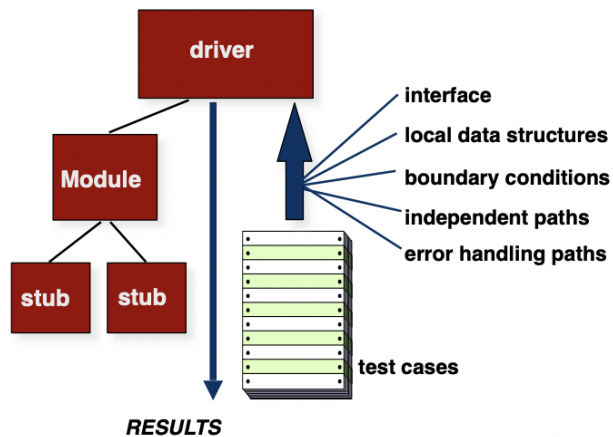 driver
interface
local data structures
Module
boundary conditions
independent paths
error handling paths
stub
stub
test cases
RESULTS